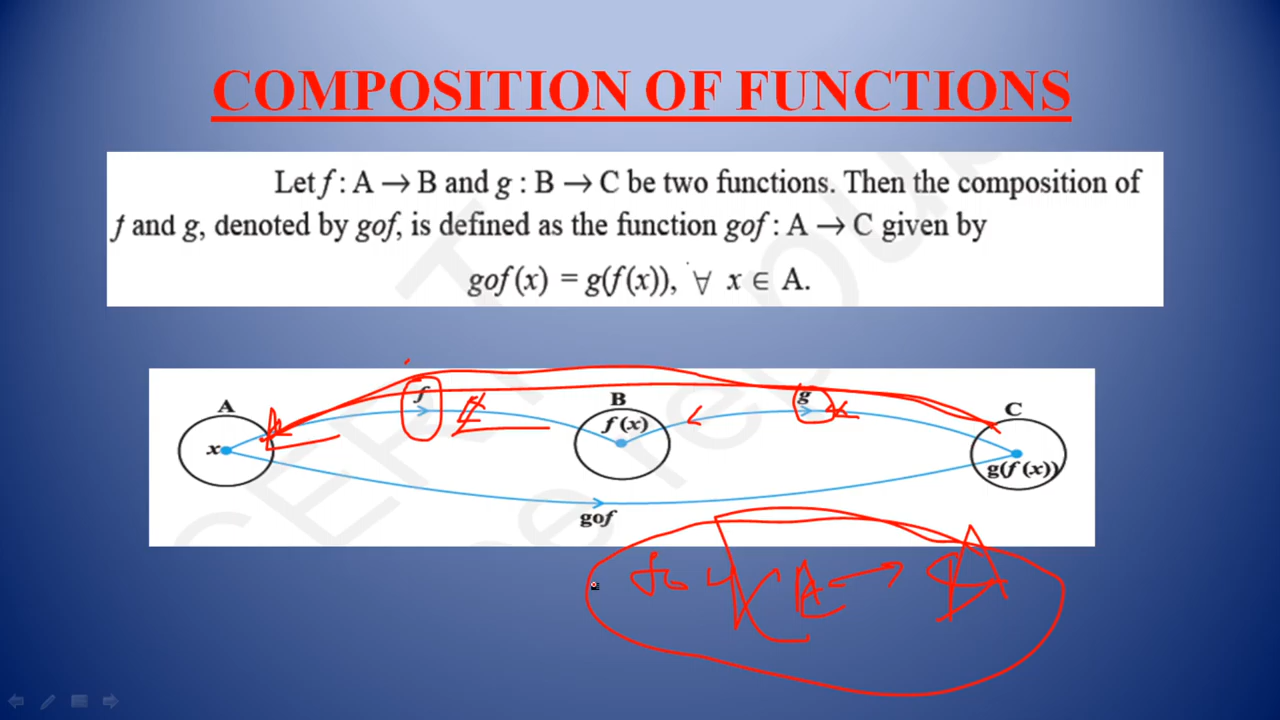 COMPOSITION OF FUNCTIONS
Let f : A → B and g : B → C be two functions. Then the composition of
f and g, denoted by gof, is defined as the function gof : A → C given by
gof (x) = g(f(x)), ∀ x ∈ A.
A f B g C
x f (x) g(f (x))
gof